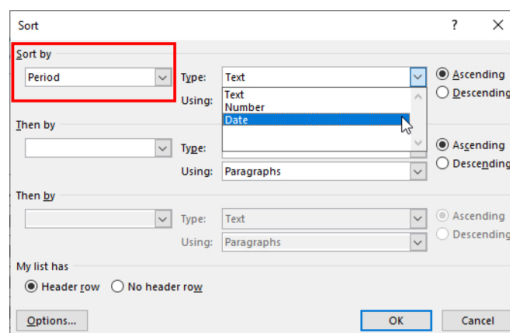 Sort ? ×
Sort by
Period Type: Text Ascending
Using: Text Descending
Number
Date
Then by
Type: Ascending
Using: Paragraphs Descending
Then by
Type: Text Ascending
Using: Paragraphs Descending
My list has
Header row No header row
Options... OK Cancel